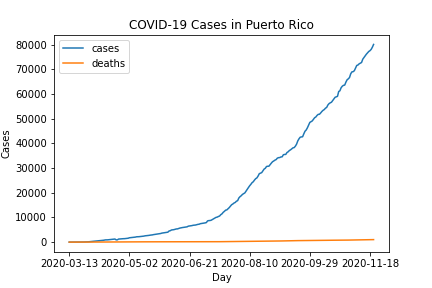 COVID-19 Cases in Puerto Rico
cases
deaths
80000
70000
60000
50000
40000
30000
20000
10000
0
Cases
2020-03-13 2020-05-02 2020-06-21 2020-08-10 2020-09-29 2020-11-18
Day